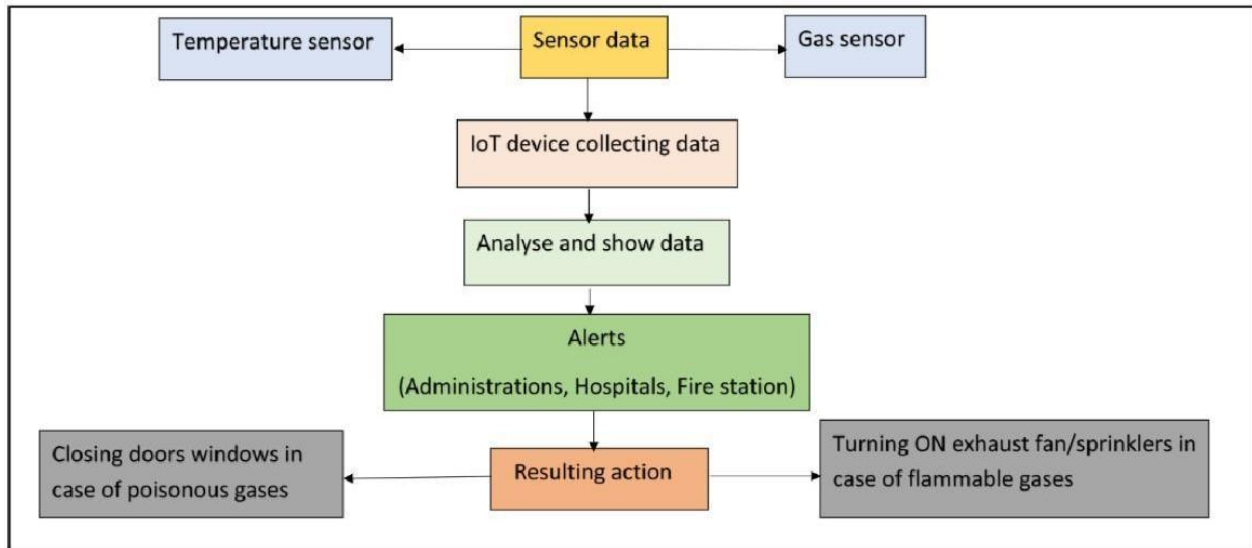 Temperature sensor
Sensor data
Gas sensor
IoT device collecting data
Analyse and show data
Alerts
(Administrations, Hospitals, Fire station)
Closing doors windows in
case of poisonous gases
Resulting action
Turning ON exhaust fan/sprinklers in
case of flammable gases